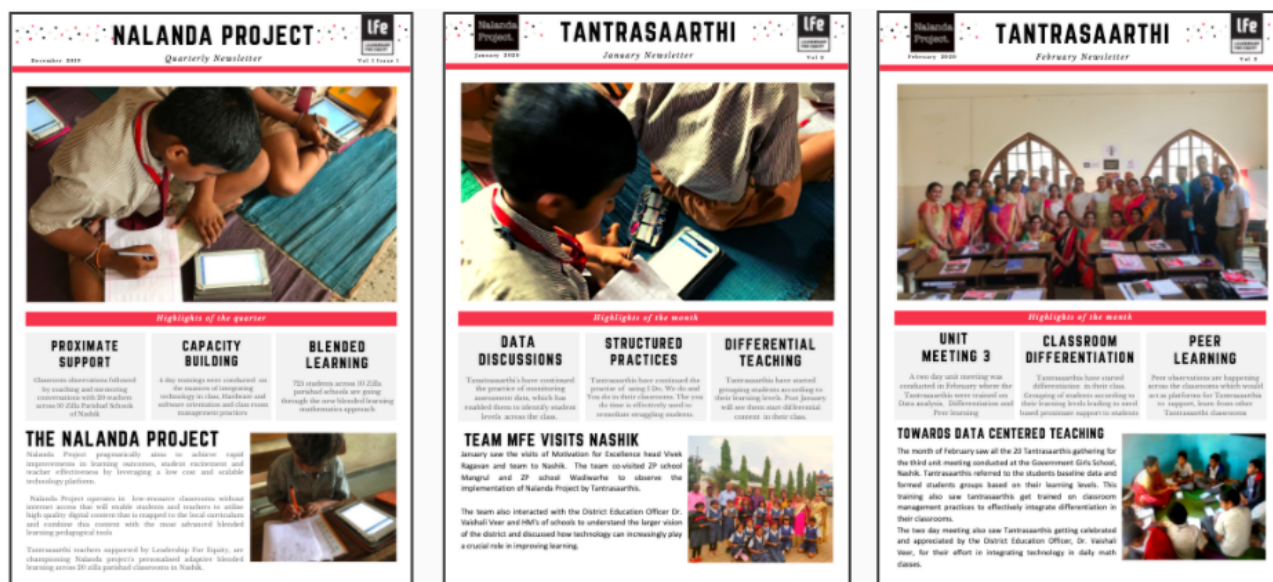 NALANDA PROJECT
lfe
LEADERSHIP
FOR EQUITY
December 2019
Quarterly Newsletter
Vol 1 Issue 1
Highlights of the quarter
PROXIMATE
SUPPORT
Classroom observations followed
by coaching and mentoring
conversations with 20 teachers
across 10 Zilla Parishad Schools
of Nashik
CAPACITY
BUILDING
6 day trainings were conducted on
the nuances of integrating
technology in class, Hardware and
software orientation and class room
management practices
BLENDED
LEARNING
725 students across 10 Zilla
parishad schools are going
through the new blended learning
mathematics approach
THE NALANDA PROJECT
Nalanda Project pragmatically aims to achieve rapid
improvements in learning outcomes, student excitement and
teacher effectiveness by leveraging a low cost and scalable
technology platform.
Nalanda Project operates in low-resource classrooms without
internet access that will enable students and teachers to utilize
high quality digital content that is mapped to the local curriculum
and combine this content with the most advanced blended
learning pedagogical tools
Tantrasaarthi teachers supported by Leadership For Equity, are
championing Nalanda project's personalised adaptive blended
learning across 20 zilla parishad classrooms in Nashik.
Nalanda
Project.
TANTRASAARTHI
lfe
LEADERSHIP
FOR EQUITY
January 2020
January Newsletter
Vol 2
Highlights of the month
DATA
DISCUSSIONS
Tantrasaarthi's have continued
the practice of monitoring
assessment data, which has
enabled them to identify student
levels across the class.
STRUCTURED
PRACTICES
Tantrasaarthi have continued the
practise of using I Do, We do and
You do in their classrooms. The you
do time is effectively used to
remediate struggling students.
DIFFERENTIAL
TEACHING
Tantrasaarthi have started
grouping students according to
their learning levels. Post January
will see them start differential
content in their class.
TEAM MFE VISITS NASHIK
January saw the visits of Motivation for Excellence head Vivek
Ragavan and team to Nashik. The team co-visited ZP school
Mangrul and ZP school Wadiwarhe to observe the
implementation of Nalanda Project by Tantrasaarthis.
The team also interacted with the District Education Officer Dr.
Vaishali Veer and HM's of schools to understand the larger vision
of the district and discussed how technology can increasingly play
a crucial role in improving learning.
Nalanda
Project.
TANTRASAARTHI
lfe
LEADERSHIP
FOR EQUITY
February 2020
February Newsletter
Vol 3
Highlights of the month
UNIT
MEETING 3
A two day unit meeting was
conducted in February where the
Tantrasaarthi were trained on
Data analysis, Differentiation and
Peer learning
CLASSROOM
DIFFERENTIATION
Tantrasaarthi have started
differentiation in their class.
Grouping of students according to
their learning levels leading to need
based proximate support to students
PEER
LEARNING
Peer observations are happening
across the classrooms which would
act as platforms for Tantrasaarthi
to support, learn from other
Tantrasaarthi classrooms
TOWARDS DATA CENTERED TEACHING
The month of February saw all the 20 Tantrasaarthis gathering for
the third unit meeting conducted at the Government Girls School,
Nashik. Tantrasaarthis referred to the students baseline data and
formed students groups based on their learning levels. This
training also saw tantrasaarthis get trained on classroom
management practices to effectively integrate differentiation in
their classrooms.
The two day meeting also saw Tantrasaarthis getting celebrated
and appreciated by the District Education Officer, Dr. Vaishali
Veer, for their effort in integrating technology in daily math
classes.